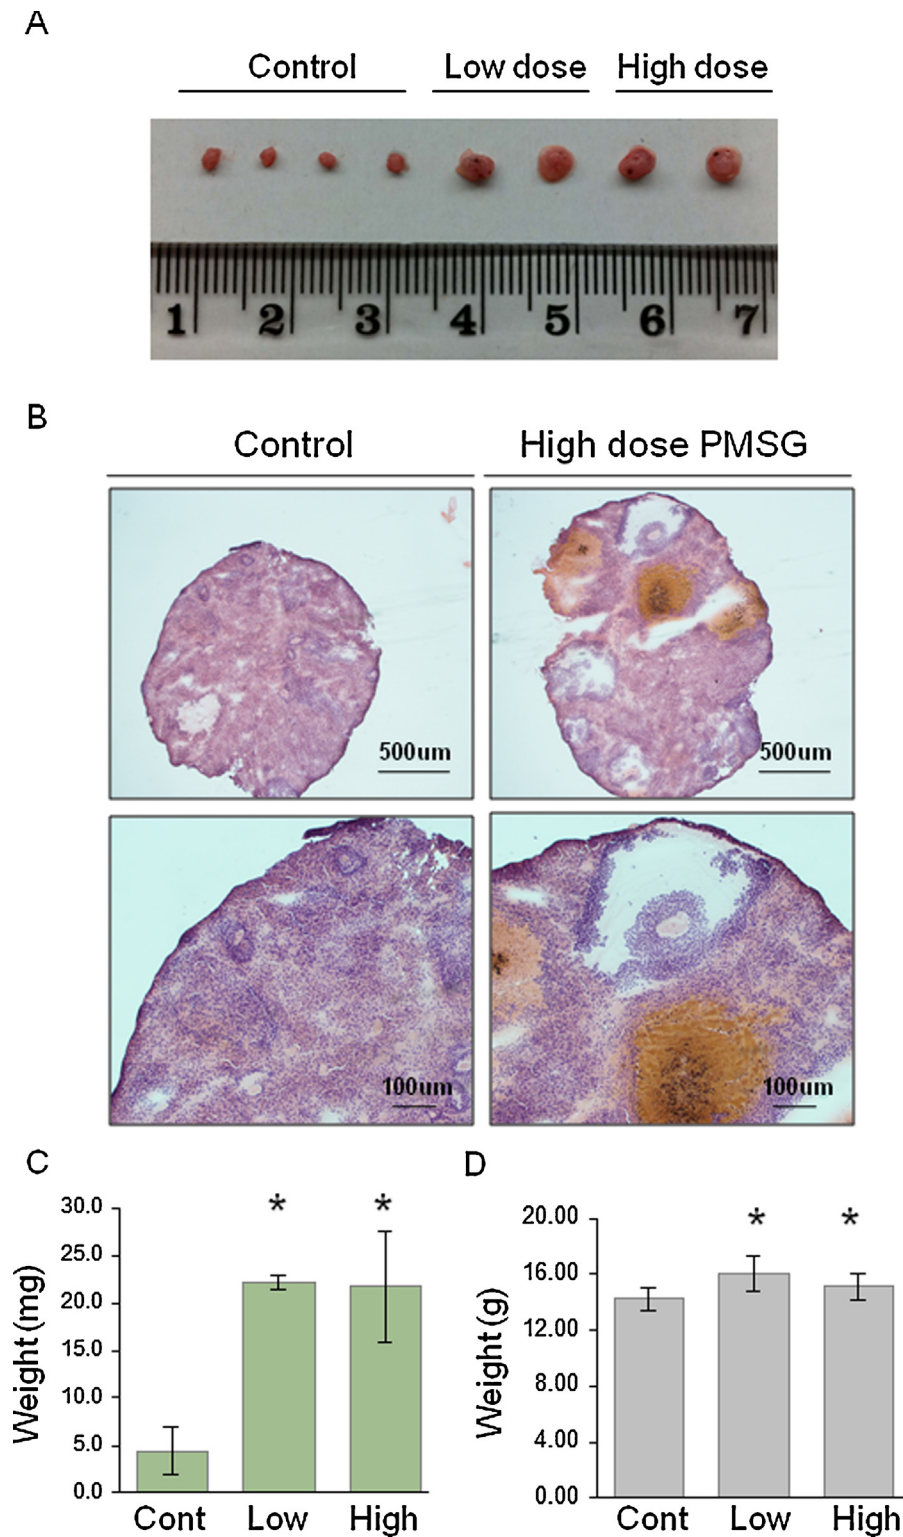 A
Control Low dose High dose
1 2 3 4 5 6 7
B
Control High dose PMSG
500um 500um
100um 100um
C
Weight (mg)
30.0
25.0
20.0
15.0
10.0
5.0
0.0
* *
Cont Low High
D
Weight (g)
20.00
16.00
12.00
8.00
4.00
0.00
* *
Cont Low High